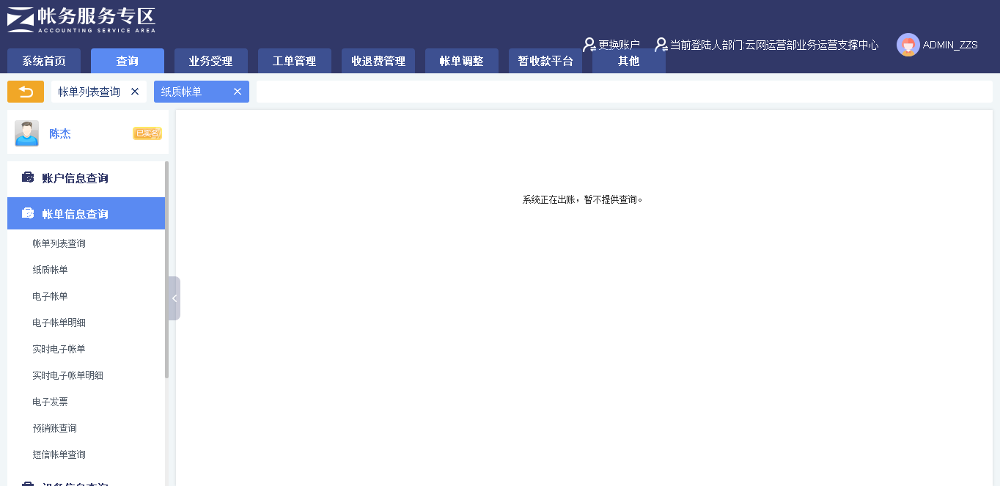 帐务服务专区
ACCOUNTING SERVICE AREA
更换账户
当前登陆人部门:云网运营部业务运营支撑中心
ADMIN_ZZS
系统首页
查询
业务受理
工单管理
收退费管理
帐单调整
暂收款平台
其他
帐单列表查询
纸质帐单
陈杰
已实名
账户信息查询
帐单信息查询
帐单列表查询
纸质帐单
电子帐单
电子帐单明细
实时电子帐单
实时电子帐单明细
电子发票
预销账查询
短信帐单查询
系统正在出账，暂不提供查询。